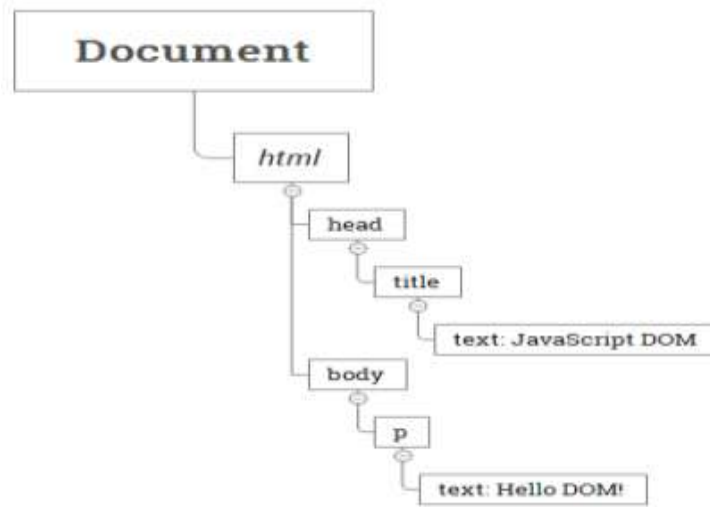 Document
html
head
title
text: JavaScript DOM
body
p
text: Hello DOM!